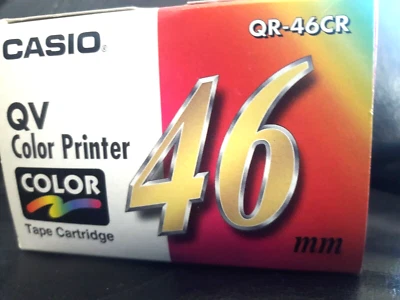 CASIO®
QR-46CR
QV
Color Printer
COLOR
Tape Cartridge
46
mm